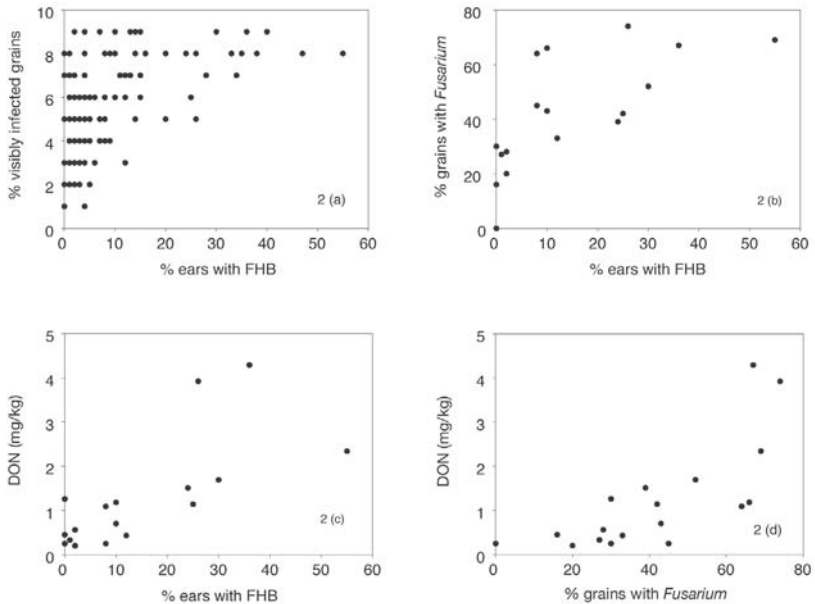 10
8
6
4
2
0
% visibly infected grains
2 (a)
0 10 20 30 40 50 60
% ears with FHB
80
60
40
20
0
% grains with Fusarium
2 (b)
0 10 20 30 40 50 60
% ears with FHB
5
4
3
2
1
0
DON (mg/kg)
2 (c)
0 10 20 30 40 50 60
% ears with FHB
5
4
3
2
1
0
DON (mg/kg)
2 (d)
0 20 40 60 80
% grains with Fusarium